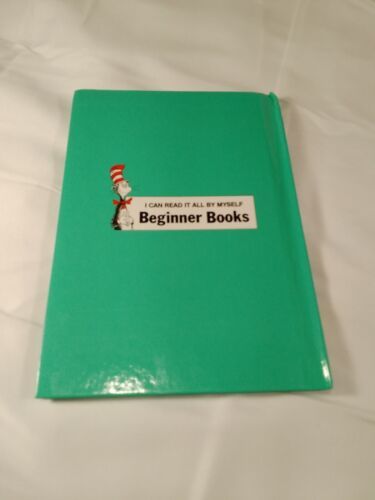 I CAN READ IT ALL BY MYSELF
Beginner Books